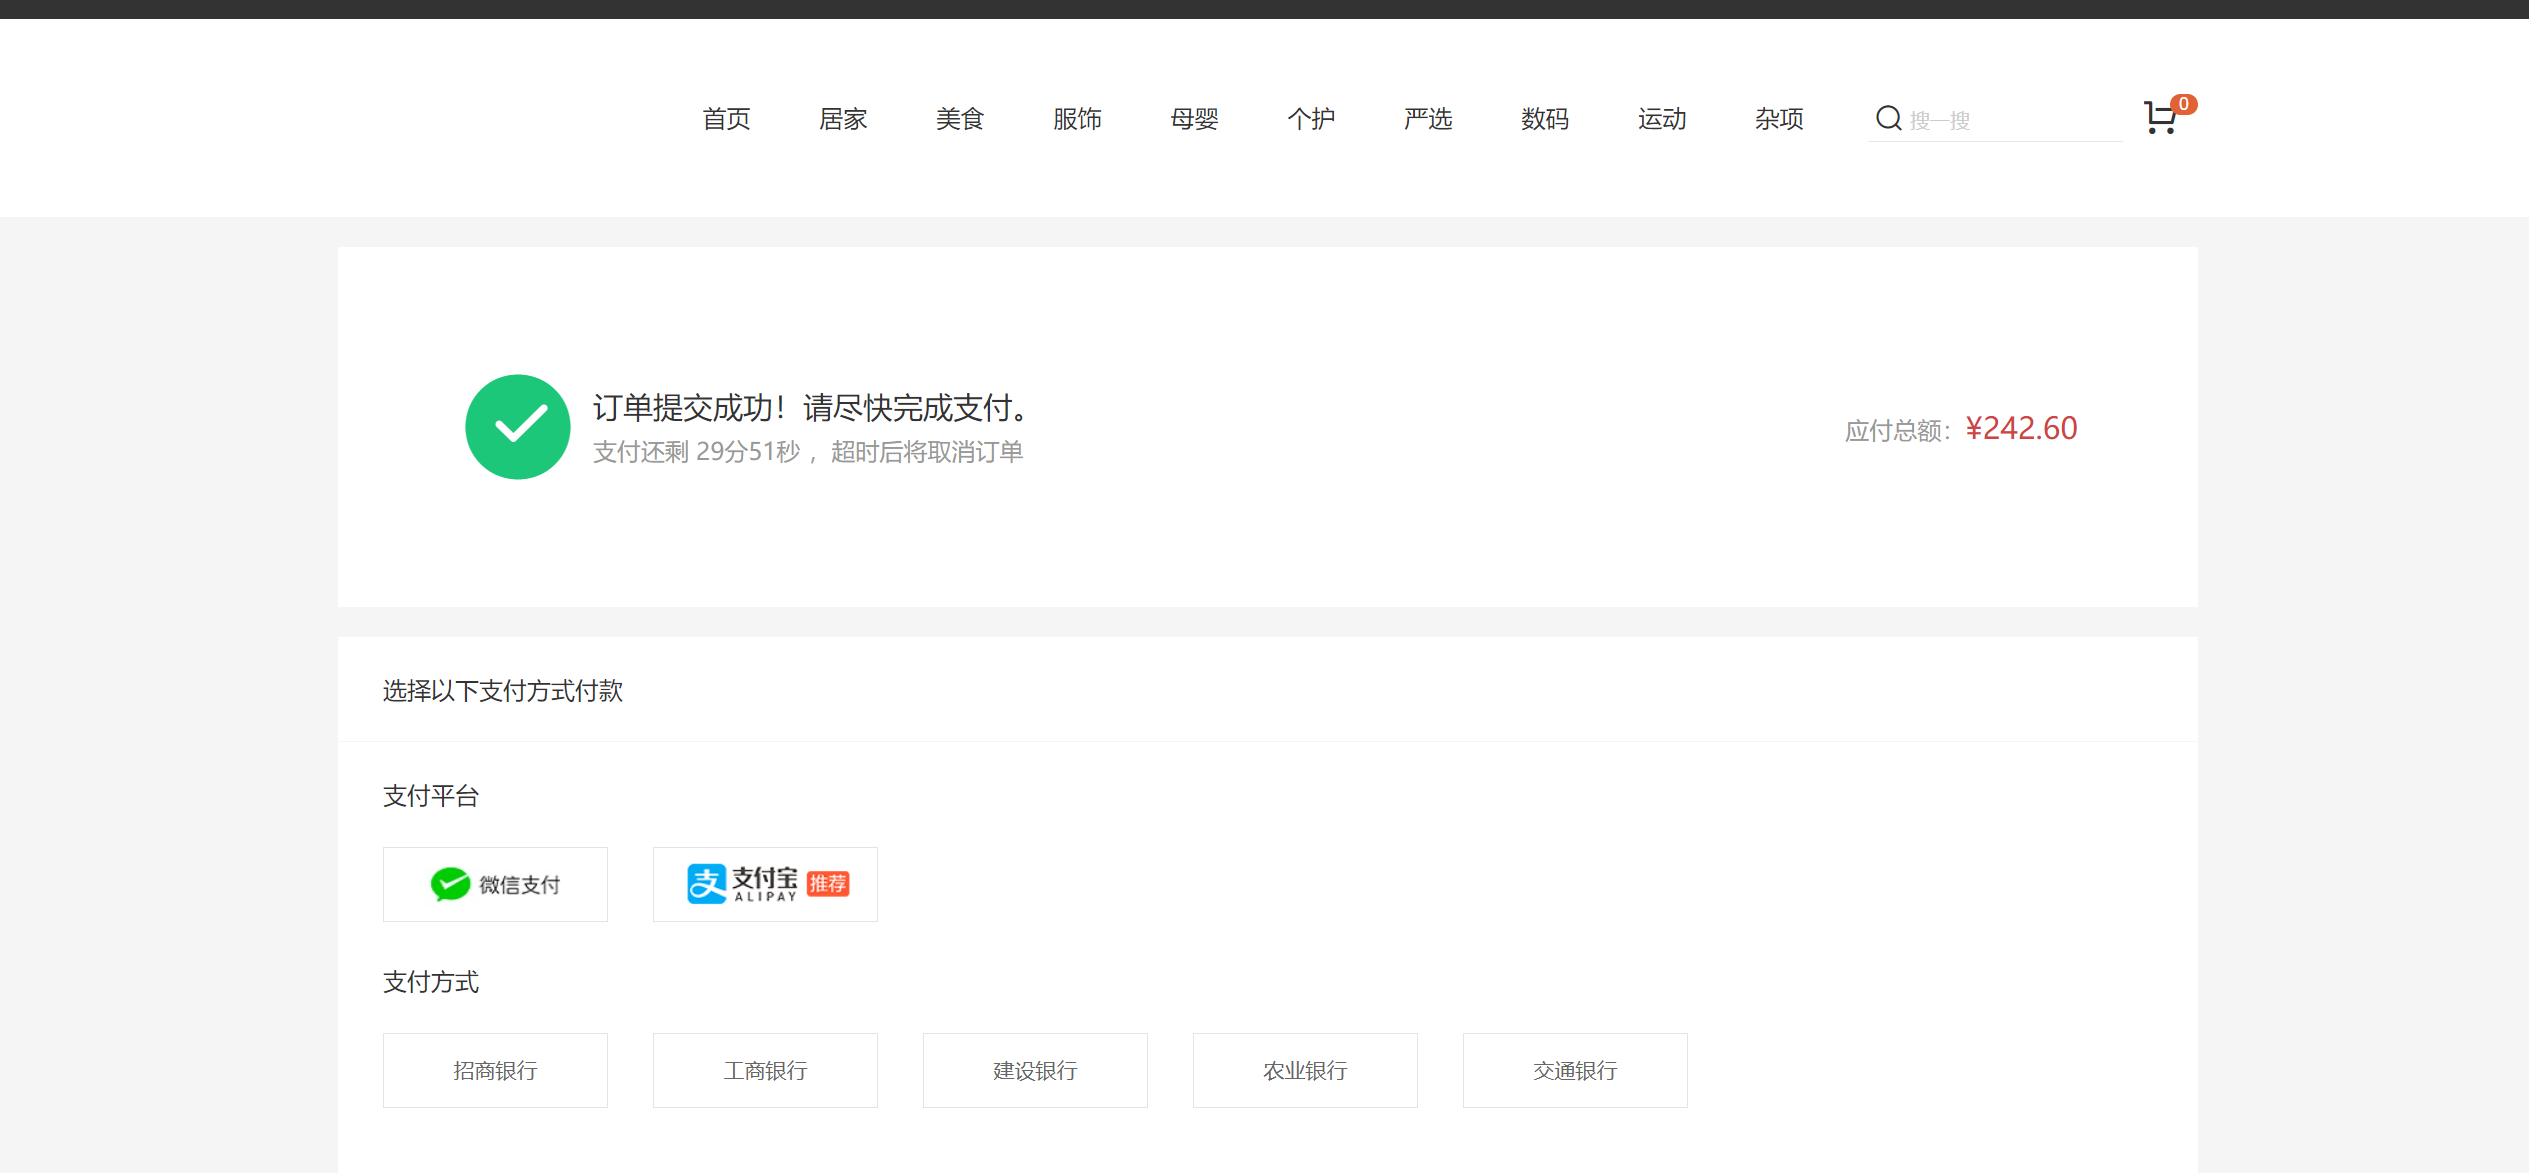 首页 居家 美食 服饰 母婴 个护 严选 数码 运动 杂项 搜一搜 0
订单提交成功！请尽快完成支付。
支付还剩 29分51秒 ，超时后将取消订单
应付总额：¥242.60
选择以下支付方式付款
支付平台
微信支付 支付宝 ALIPAY 推荐
支付方式
招商银行 工商银行 建设银行 农业银行 交通银行